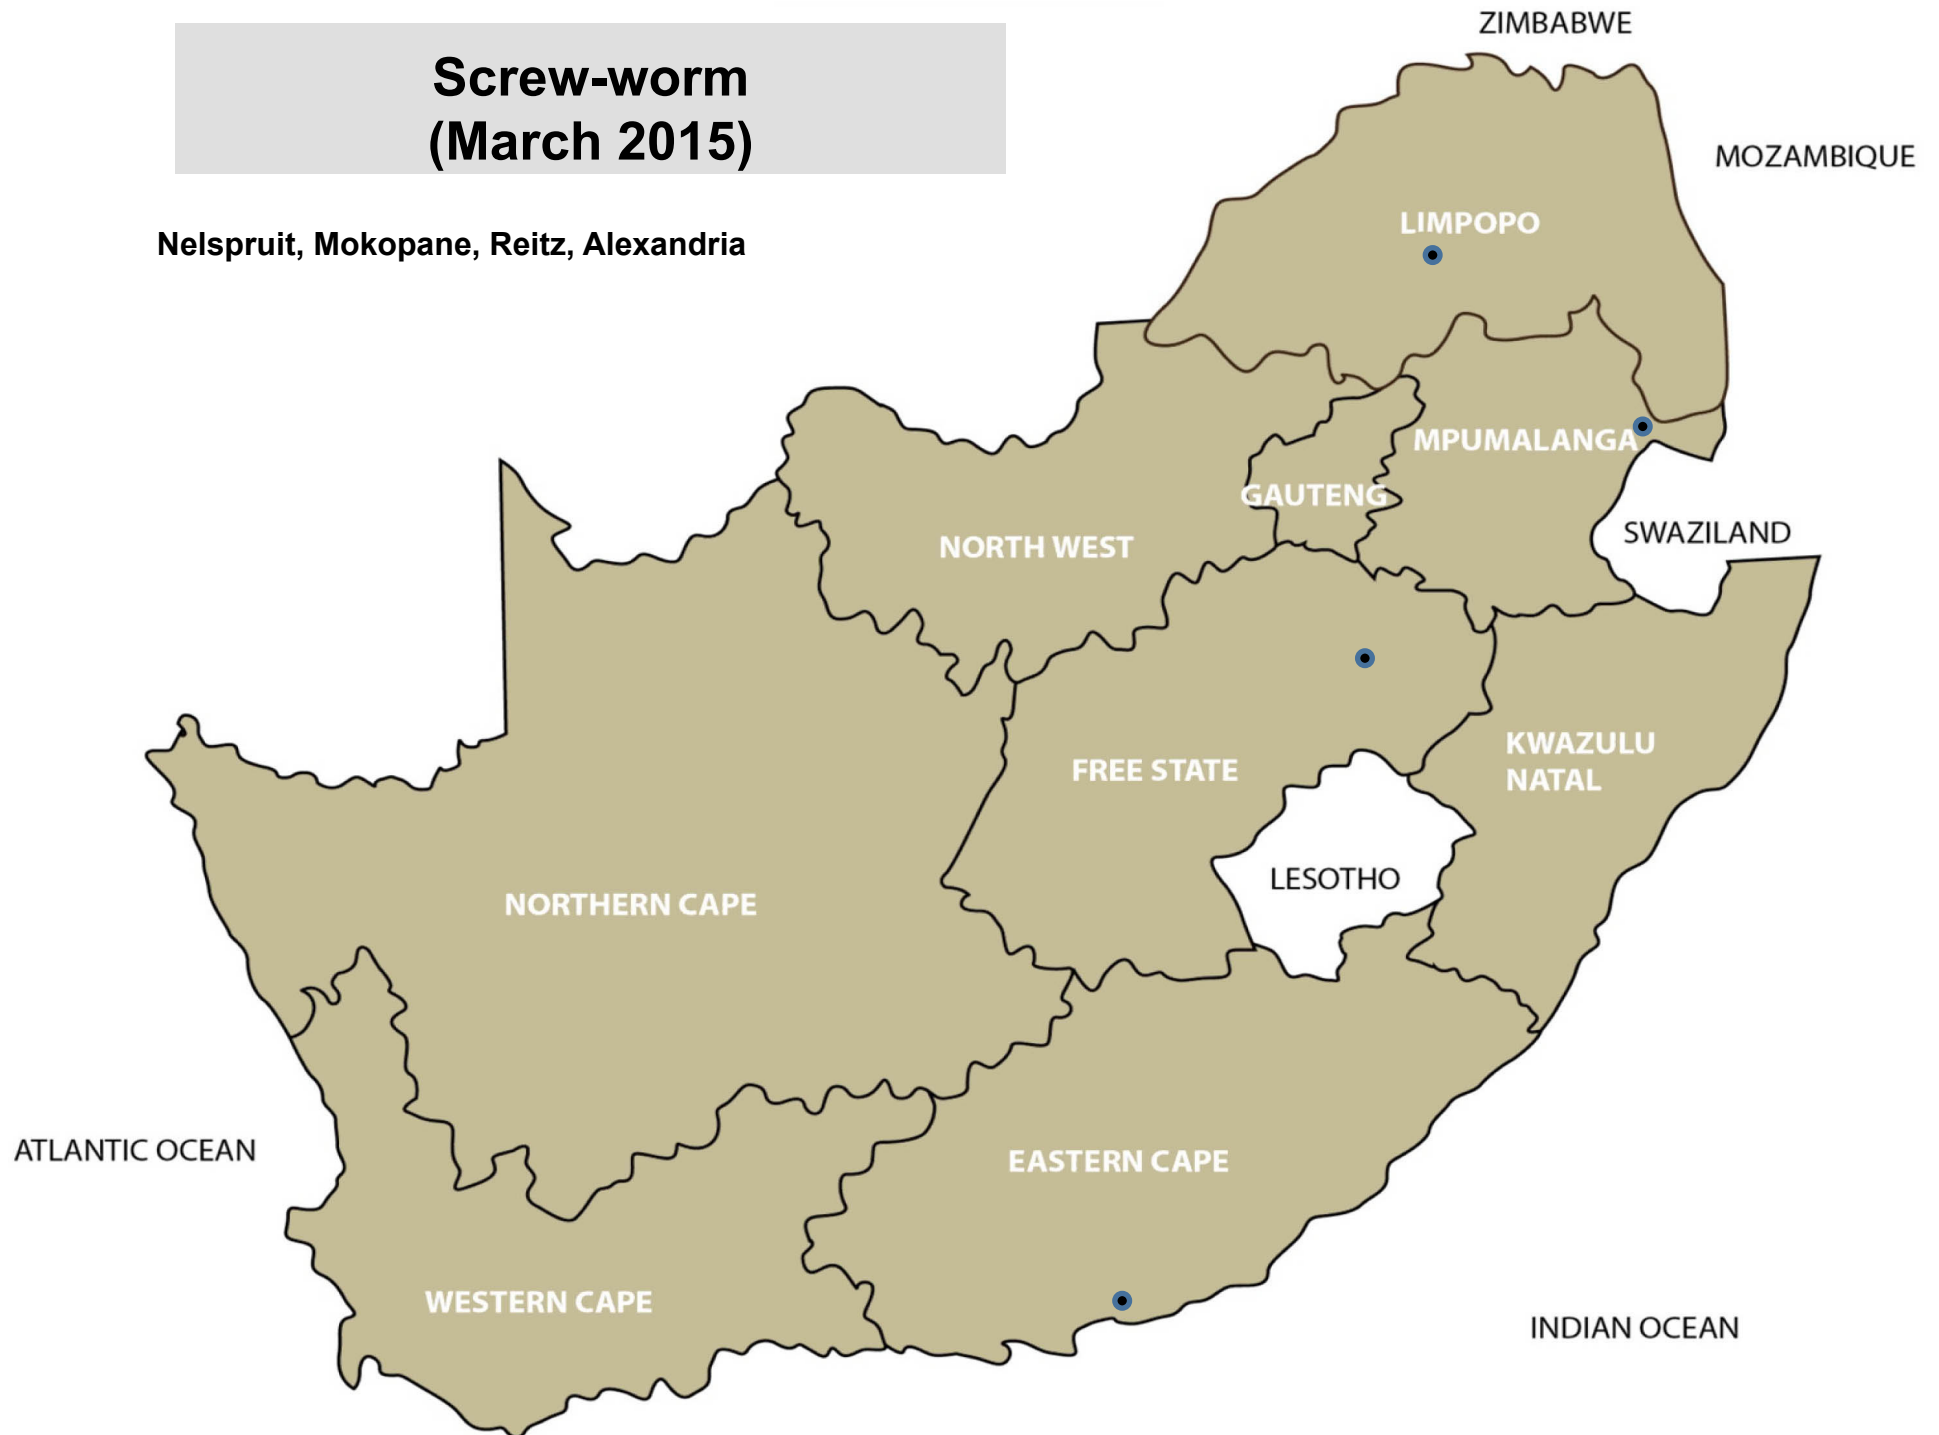 ZIMBABWE
Screw-worm
(March 2015)
MOZAMBIQUE
LIMPOPO
Nelspruit, Mokopane, Reitz, Alexandria
MPUMALANGA
GAUTENG
SWAZILAND
NORTH WEST
KWAZULU
NATAL
FREE STATE
LESOTHO
NORTHERN CAPE
ATLANTIC OCEAN
EASTERN CAPE
WESTERN CAPE
INDIAN OCEAN